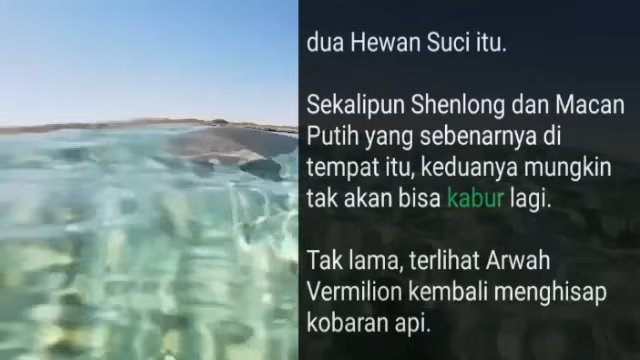 dua Hewan Suci itu.
Sekalipun Shenlong dan Macan
Putih yang sebenarnya di
tempat itu, keduanya mungkin
tak akan bisa kabur lagi.
Tak lama, terlihat Arwah
Vermilion kembali menghisap
kobaran api.